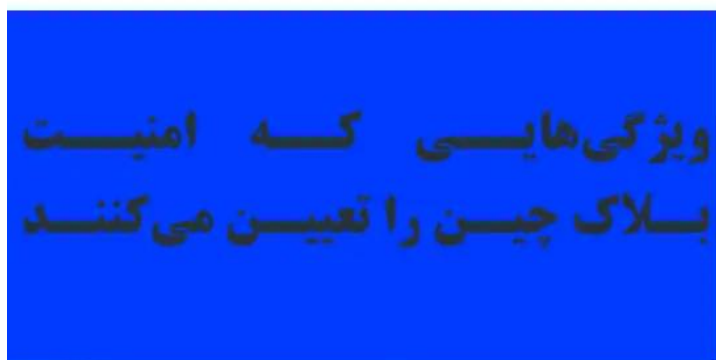 ویژگی‌هایی که امنیت
بلاک چین را تعیین می‌کنند